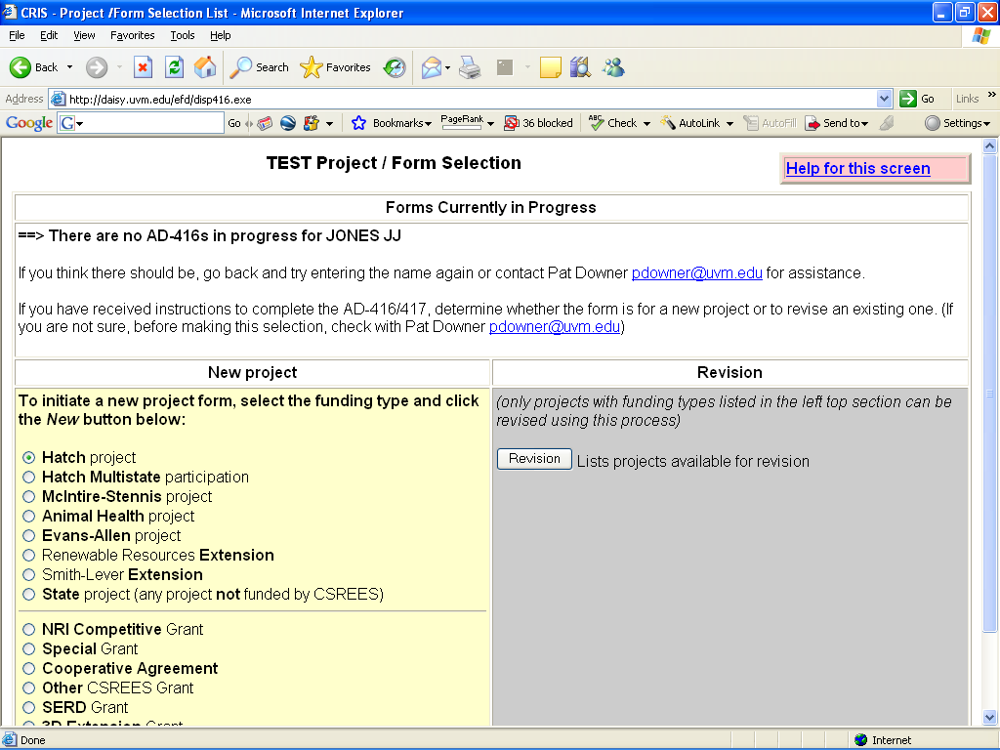 CRIS - Project /Form Selection List - Microsoft Internet Explorer
File Edit View Favorites Tools Help
Back Search Favorites
Address http://daisy.uvm.edu/efd/disp416.exe Go Links »
Google G Go Bookmarks PageRank 36 blocked ABC Check AutoLink AutoFill Send to Settings
TEST Project / Form Selection
Help for this screen
Forms Currently in Progress
==> There are no AD-416s in progress for JONES JJ
If you think there should be, go back and try entering the name again or contact Pat Downer pdowner@uvm.edu for assistance.
If you have received instructions to complete the AD-416/417, determine whether the form is for a new project or to revise an existing one. (If
you are not sure, before making this selection, check with Pat Downer pdowner@uvm.edu)
New project
To initiate a new project form, select the funding type and click
the New button below:
Hatch project
Hatch Multistate participation
McIntire-Stennis project
Animal Health project
Evans-Allen project
Renewable Resources Extension
Smith-Lever Extension
State project (any project not funded by CSREES)
NRI Competitive Grant
Special Grant
Cooperative Agreement
Other CSREES Grant
SERD Grant
3D Extension Grant
Revision
(only projects with funding types listed in the left top section can be
revised using this process)
Revision Lists projects available for revision
Done Internet